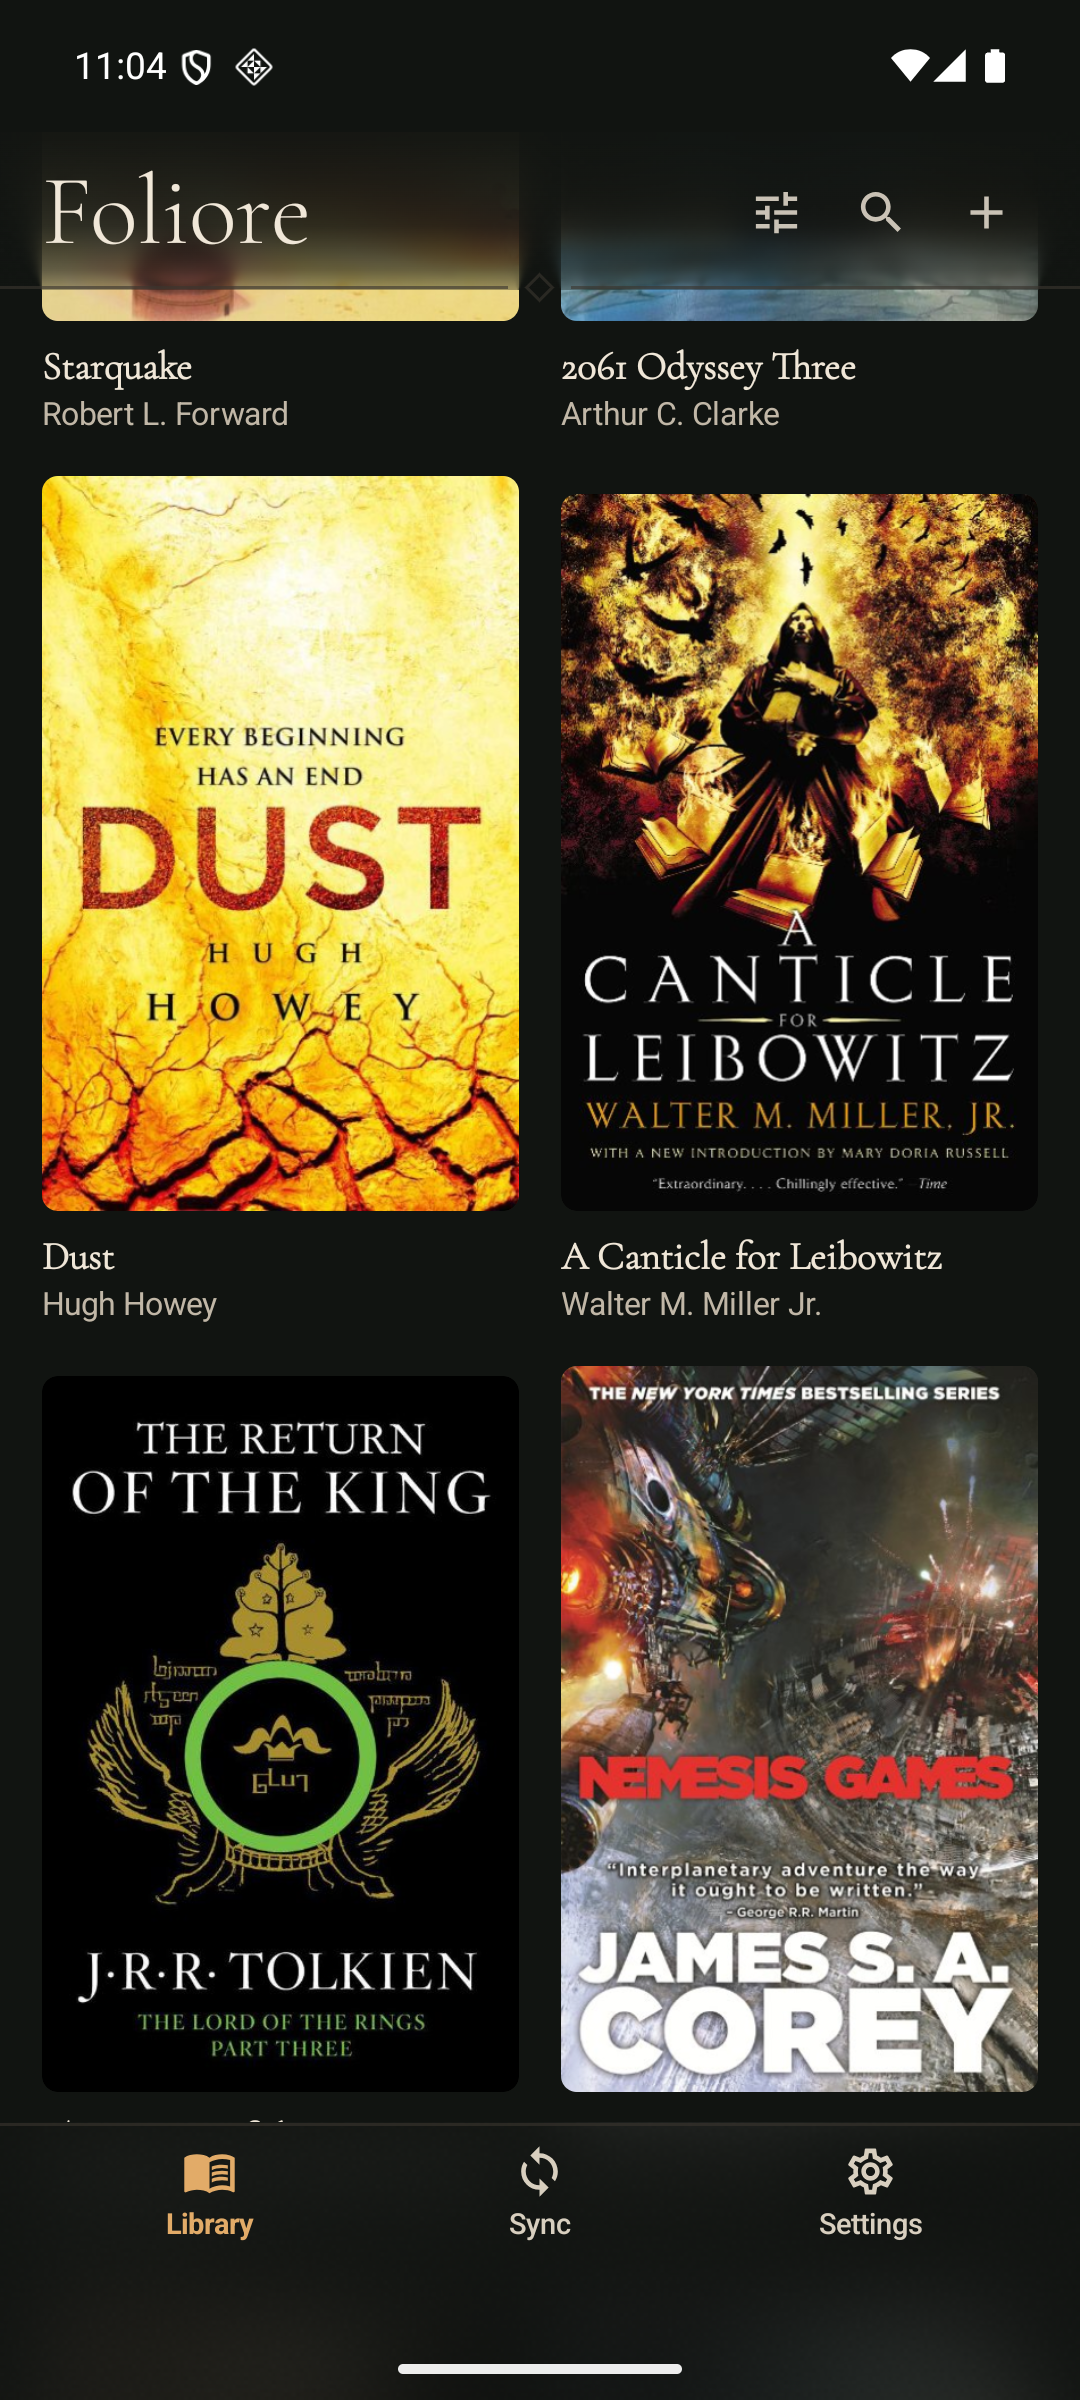 11:04
Foliore
Starquake
Robert L. Forward
2061 Odyssey Three
Arthur C. Clarke
EVERY BEGINNING
HAS AN END
DUST
HUGH
HOWEY
Dust
Hugh Howey
A
CANTICLE
FOR
LEIBOWITZ
WALTER M. MILLER, JR.
WITH A NEW INTRODUCTION BY MARY DORIA RUSSELL
"Extraordinary. . . . Chillingly effective." Time
A Canticle for Leibowitz
Walter M. Miller Jr.
THE RETURN
OF THE KING
J·R·R· TOLKIEN
THE LORD OF THE RINGS
PART THREE
THE NEW YORK TIMES BESTSELLING SERIES
NEMESIS GAMES
"Interplanetary adventure the way
it ought to be written."
- George R.R. Martin
JAMES S. A.
COREY
Library
Sync
Settings